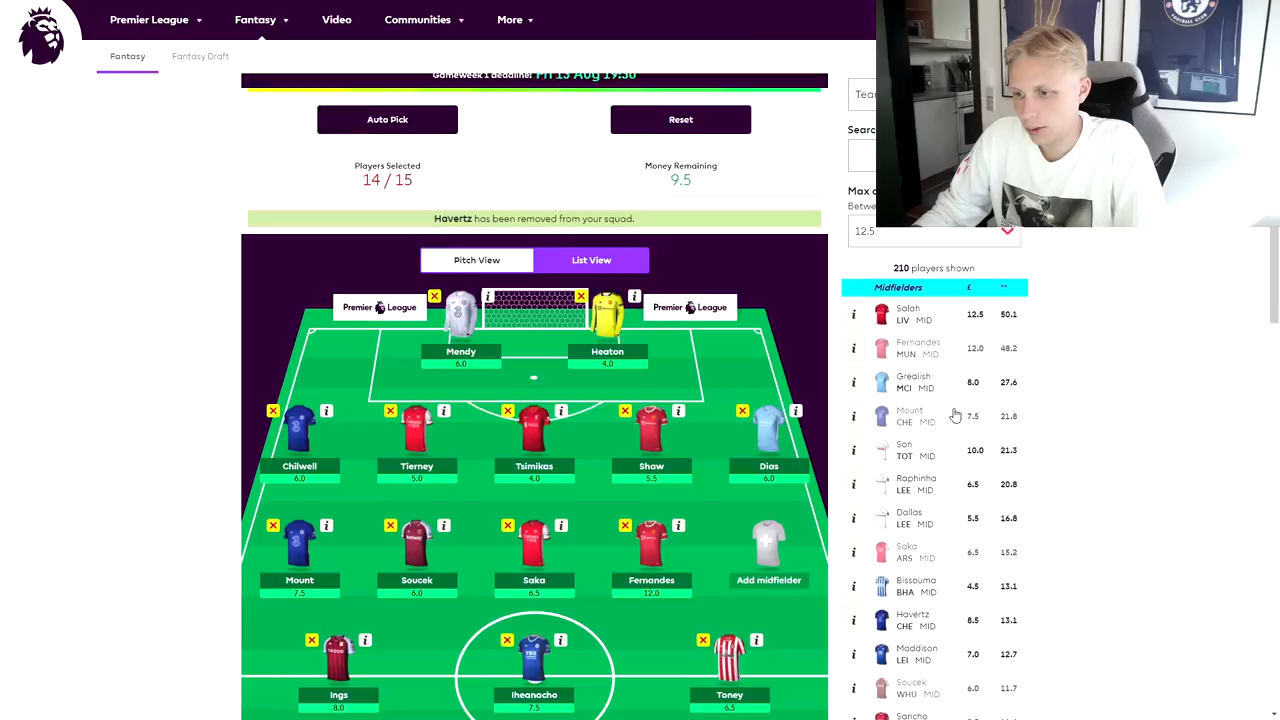 Premier League
Fantasy
Video
Communities
More
Fantasy
Fantasy Draft
Gameweek 1 deadline: Fri 13 Aug 19:30
Auto Pick
Reset
Players Selected
14 / 15
Money Remaining
9.5
Havertz has been removed from your squad.
Pitch View
List View
Premier League
Premier League
Mendy
6.0
Heaton
4.0
Chilwell
6.0
Tierney
5.0
Tsimikas
4.0
Shaw
5.5
Dias
6.0
Mount
7.5
Soucek
6.0
Saka
6.5
Fernandes
12.0
Add midfielder
Ings
8.0
Iheanacho
7.5
Toney
6.5
12.5
210 players shown
Midfielders £ **
Salah
LIV MID 12.5 50.1
Fernandes
MUN MID 12.0 48.2
Grealish
MCI MID 8.0 27.6
Mount
CHE MID 7.5 21.8
Son
TOT MID 10.0 21.3
Raphinha
LEE MID 6.5 20.8
Dallas
LEE MID 5.5 16.8
Saka
ARS MID 6.5 15.2
Bissouma
BHA MID 4.5 13.1
Havertz
CHE MID 8.5 13.1
Maddison
LEI MID 7.0 12.7
Soucek
WHU MID 6.0 11.7
Sancho